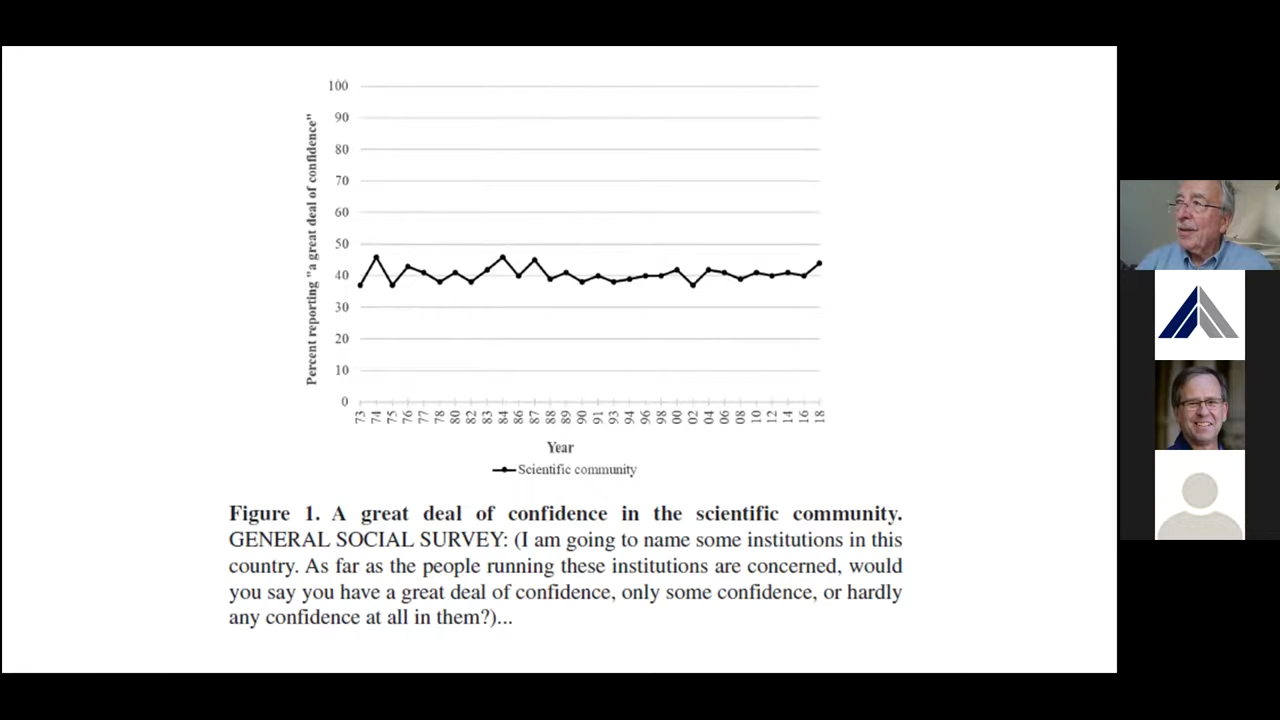 100
90
80
70
60
50
40
30
20
10
0
Percent reporting "a great deal of confidence"
73 74 75 76 77 78 80 82 83 84 86 87 88 89 90 91 93 94 96 98 00 02 04 06 08 10 12 14 16 18
Year
Scientific community
Figure 1. A great deal of confidence in the scientific community.
GENERAL SOCIAL SURVEY: (I am going to name some institutions in this
country. As far as the people running these institutions are concerned, would
you say you have a great deal of confidence, only some confidence, or hardly
any confidence at all in them?)...